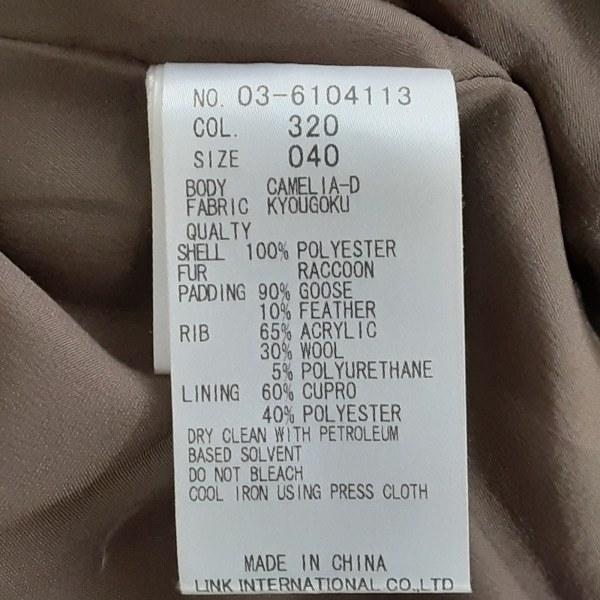 NO. 03-6104113
COL. 320
SIZE 040
BODY CAMELIA-D
FABRIC KYOUGOKU
QUALTY
SHELL 100% POLYESTER
FUR RACCOON
PADDING 90% GOOSE
10% FEATHER
RIB 65% ACRYLIC
30% WOOL
5% POLYURETHANE
LINING 60% CUPRO
40% POLYESTER
DRY CLEAN WITH PETROLEUM
BASED SOLVENT
DO NOT BLEACH
COOL IRON USING PRESS CLOTH
MADE IN CHINA
LINK INTERNATIONAL CO.,LTD